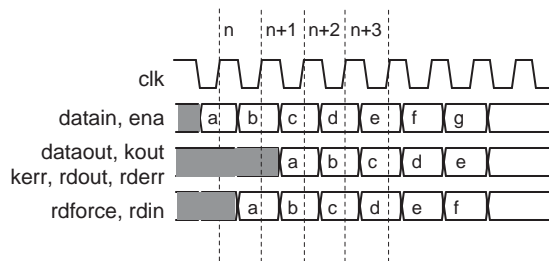 n n+1 n+2 n+3
clk
datain, ena a b c d e f g
dataout, kout
kerr, rdout, rderr a b c d e
rdforce, rdin a b c d e f